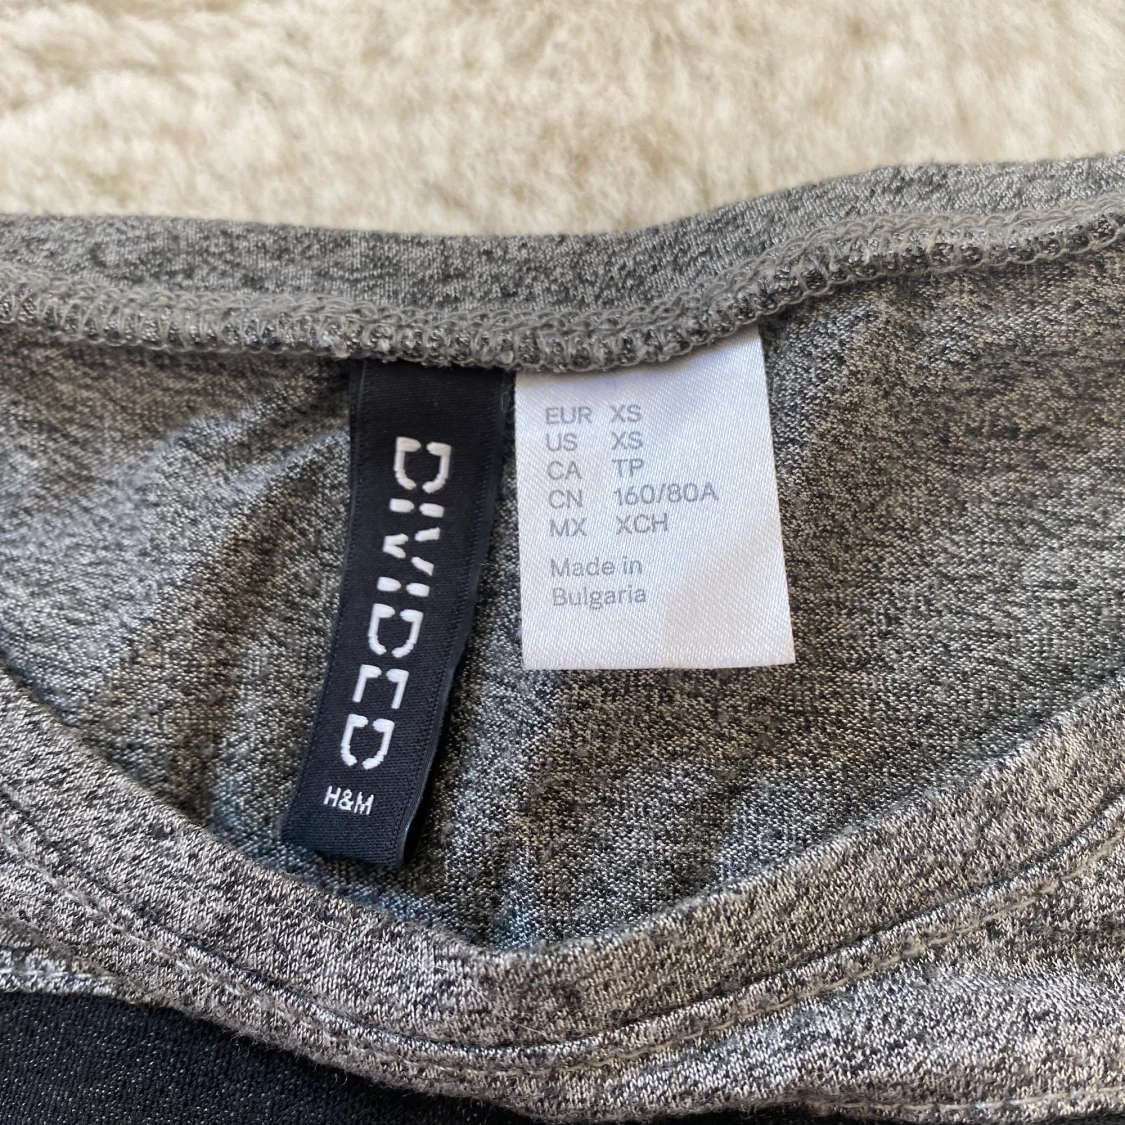 DIVIDED
H&M
EUR XS
US XS
CA TP
CN 160/80A
MX XCH
Made in
Bulgaria